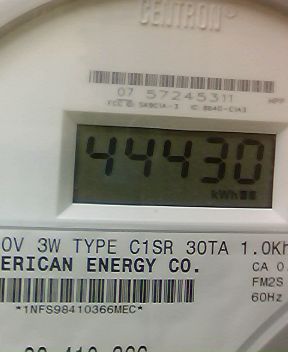 CENTRON
07 57245311
44430
kWh
0V 3W TYPE C1SR 30TA 1.0Kh
ERICAN ENERGY CO.
CA 0.
FM2S
60Hz
*1NFS98410366MEC*